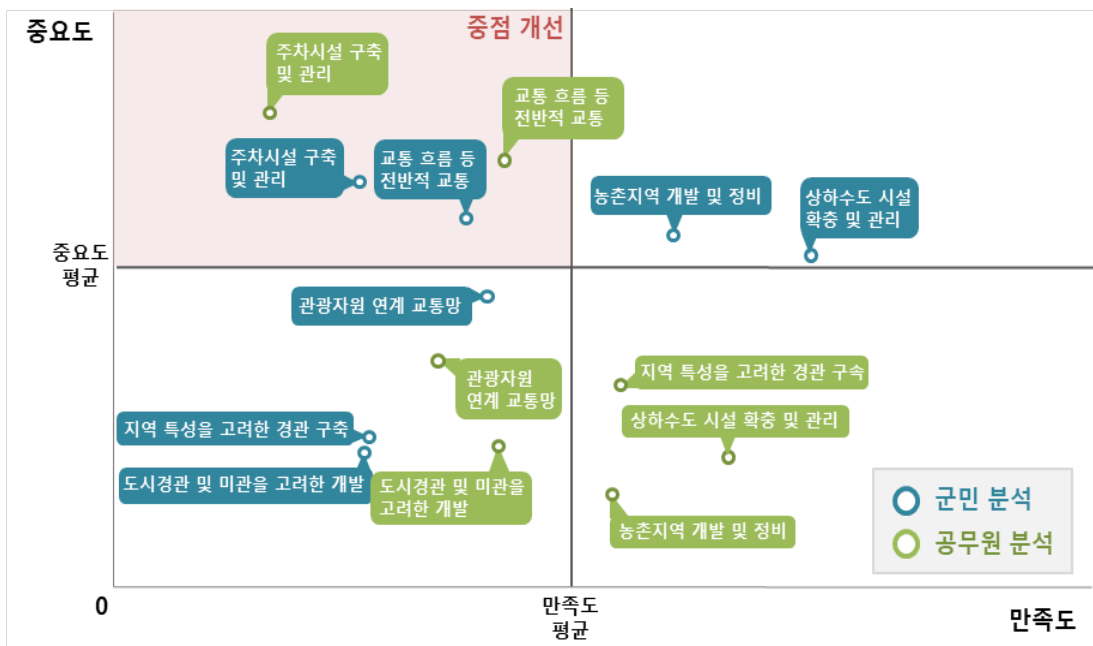 중요도
중점 개선
주차시설 구축
및 관리
교통 흐름 등
전반적 교통
주차시설 구축
및 관리
교통 흐름 등
전반적 교통
농촌지역 개발 및 정비
상하수도 시설
확충 및 관리
중요도
평균
관광자원 연계 교통망
관광자원
연계 교통망
지역 특성을 고려한 경관 구속
상하수도 시설 확충 및 관리
지역 특성을 고려한 경관 구축
도시경관 및 미관을 고려한 개발
도시경관 및 미관을
고려한 개발
농촌지역 개발 및 정비
군민 분석
공무원 분석
0
만족도
평균
만족도